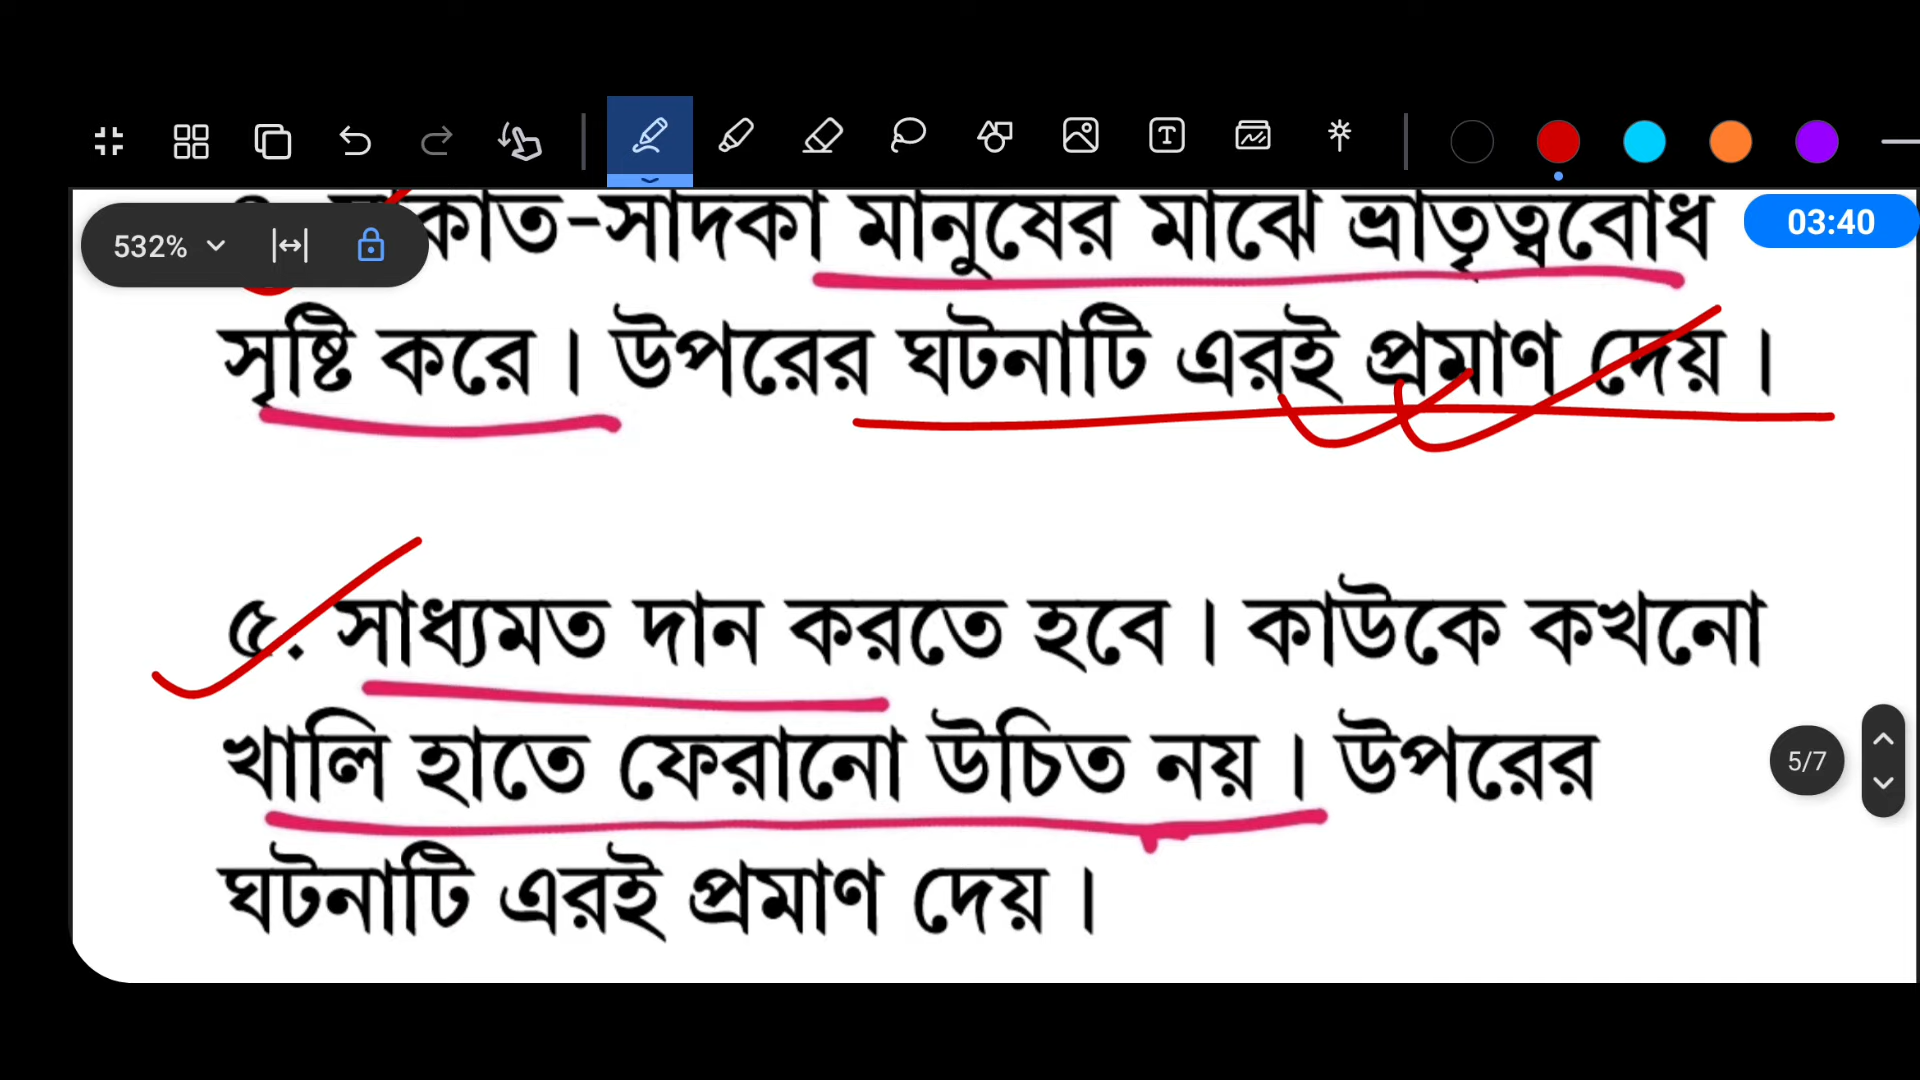 03:40
532%
-সাদকা মানুষের মাঝে ভ্রাতৃত্ববোধ
সৃষ্টি করে। উপরের ঘটনাটি এরই প্রমাণ দেয়।
৫. সাধ্যমত দান করতে হবে। কাউকে কখনো
খালি হাতে ফেরানো উচিত নয়। উপরের
5/7
ঘটনাটি এরই প্রমাণ দেয়।